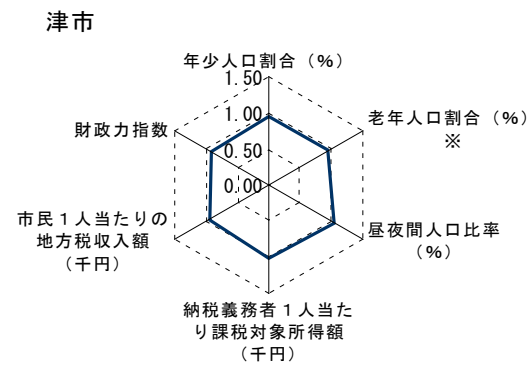 津市
年少人口割合（%）
1.50
1.00
0.50
0.00
老年人口割合（%）
※
昼夜間人口比率
（%）
納税義務者１人当た
り課税対象所得額
（千円）
市民１人当たりの
地方税収入額
（千円）
財政力指数